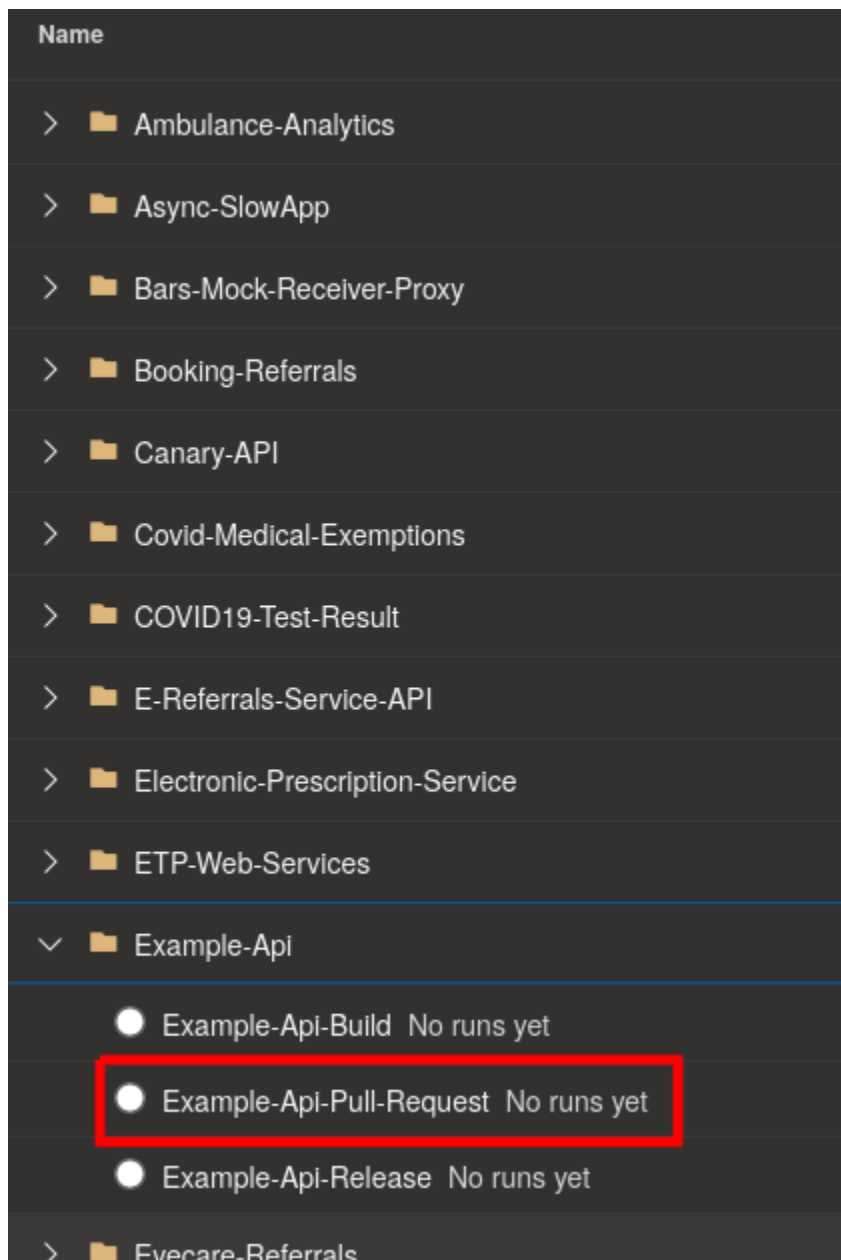 Name
Ambulance-Analytics
Async-SlowApp
Bars-Mock-Receiver-Proxy
Booking-Referrals
Canary-API
Covid-Medical-Exemptions
COVID19-Test-Result
E-Referrals-Service-API
Electronic-Prescription-Service
ETP-Web-Services
Example-Api
Example-Api-Build No runs yet
Example-Api-Pull-Request No runs yet
Example-Api-Release No runs yet
Eyecare-Referrals